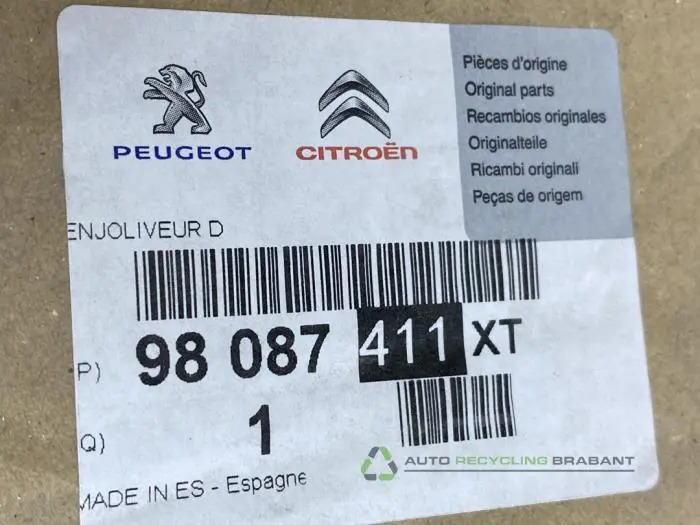 PEUGEOT
CITROËN
Pièces d'origine
Original parts
Recambios originales
Originalteile
Ricambi originali
Peças de origem
ENJOLIVEUR D
P) 98 087 411 XT
Q) 1
MADE IN ES - Espagne
AUTO RECYCLING BRABANT